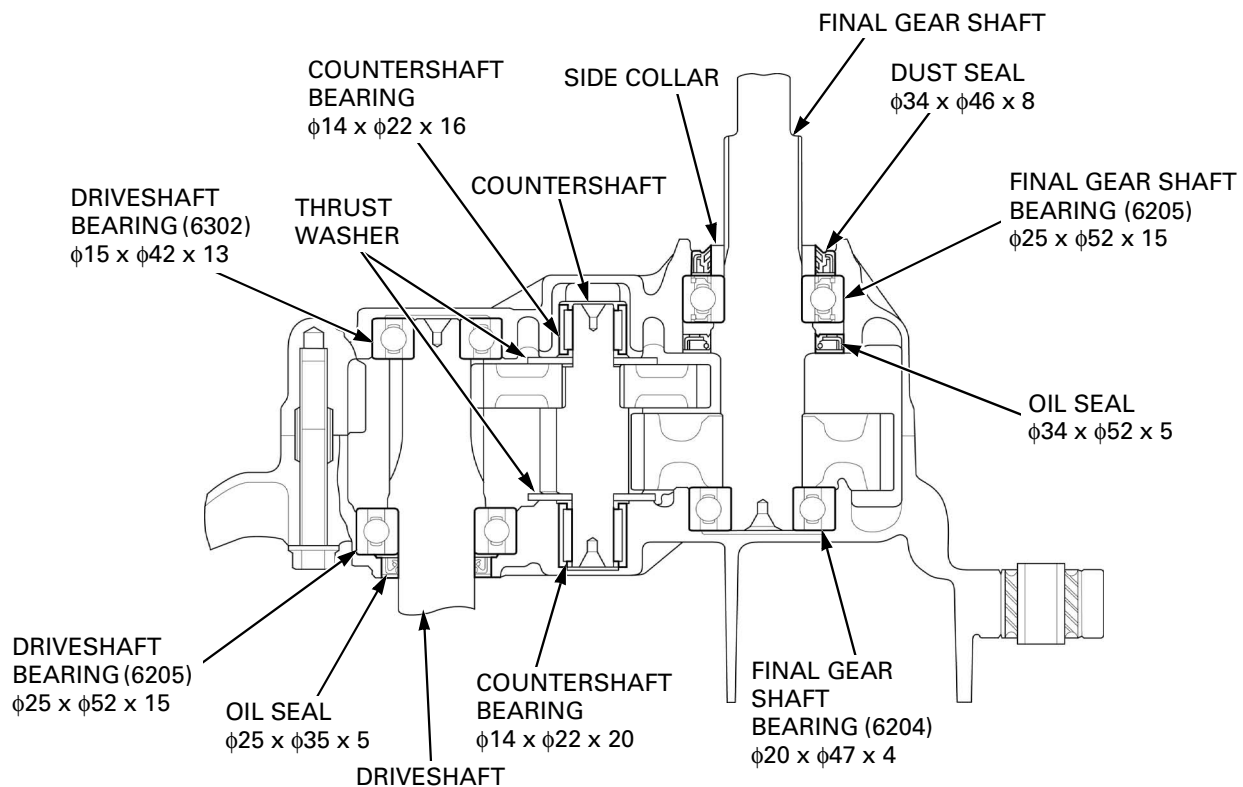 FINAL GEAR SHAFT
COUNTERSHAFT
BEARING
ϕ14 x ϕ22 x 16
SIDE COLLAR
DUST SEAL
ϕ34 x ϕ46 x 8
DRIVESHAFT
BEARING (6302)
ϕ15 x ϕ42 x 13
THRUST
WASHER
COUNTERSHAFT
FINAL GEAR SHAFT
BEARING (6205)
ϕ25 x ϕ52 x 15
OIL SEAL
ϕ34 x ϕ52 x 5
DRIVESHAFT
BEARING (6205)
ϕ25 x ϕ52 x 15
OIL SEAL
ϕ25 x ϕ35 x 5
DRIVESHAFT
COUNTERSHAFT
BEARING
ϕ14 x ϕ22 x 20
FINAL GEAR
SHAFT
BEARING (6204)
ϕ20 x ϕ47 x 4